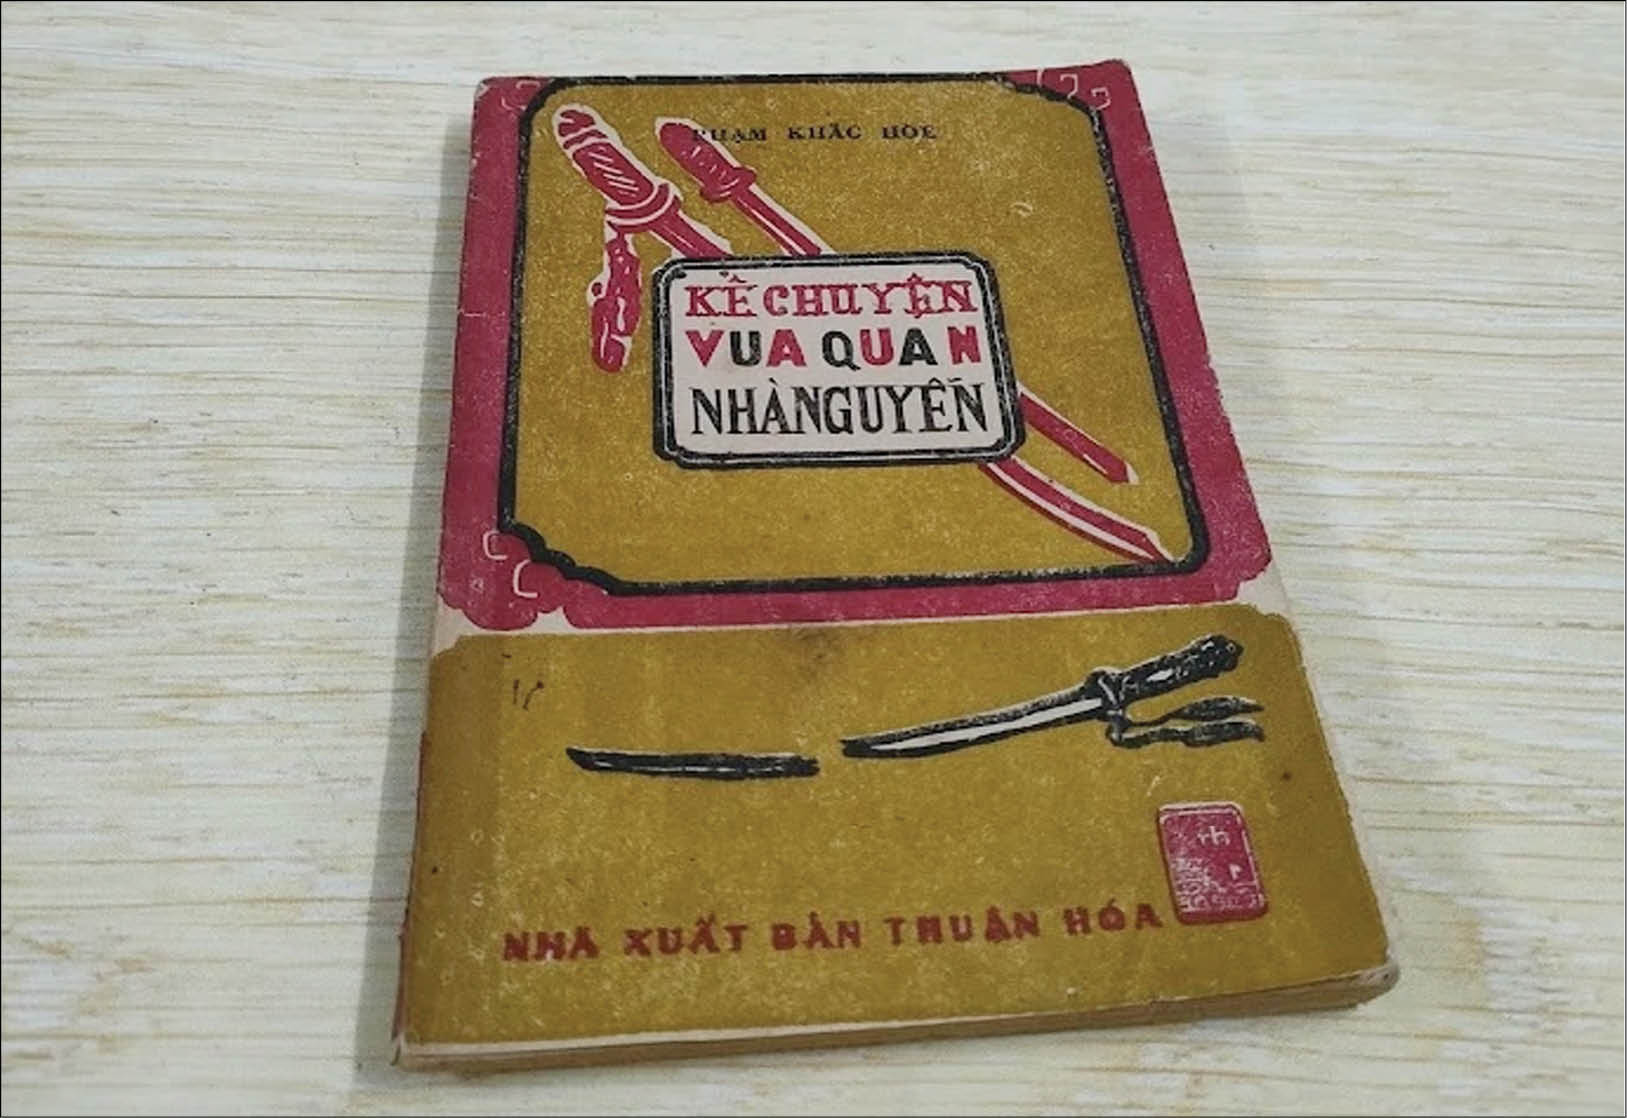 PHẠM KHẮC HÒE
KỂ CHUYỆN
VUA QUAN
NHÀ NGUYỄN
NHÀ XUẤT BẢN THUẬN HÓA